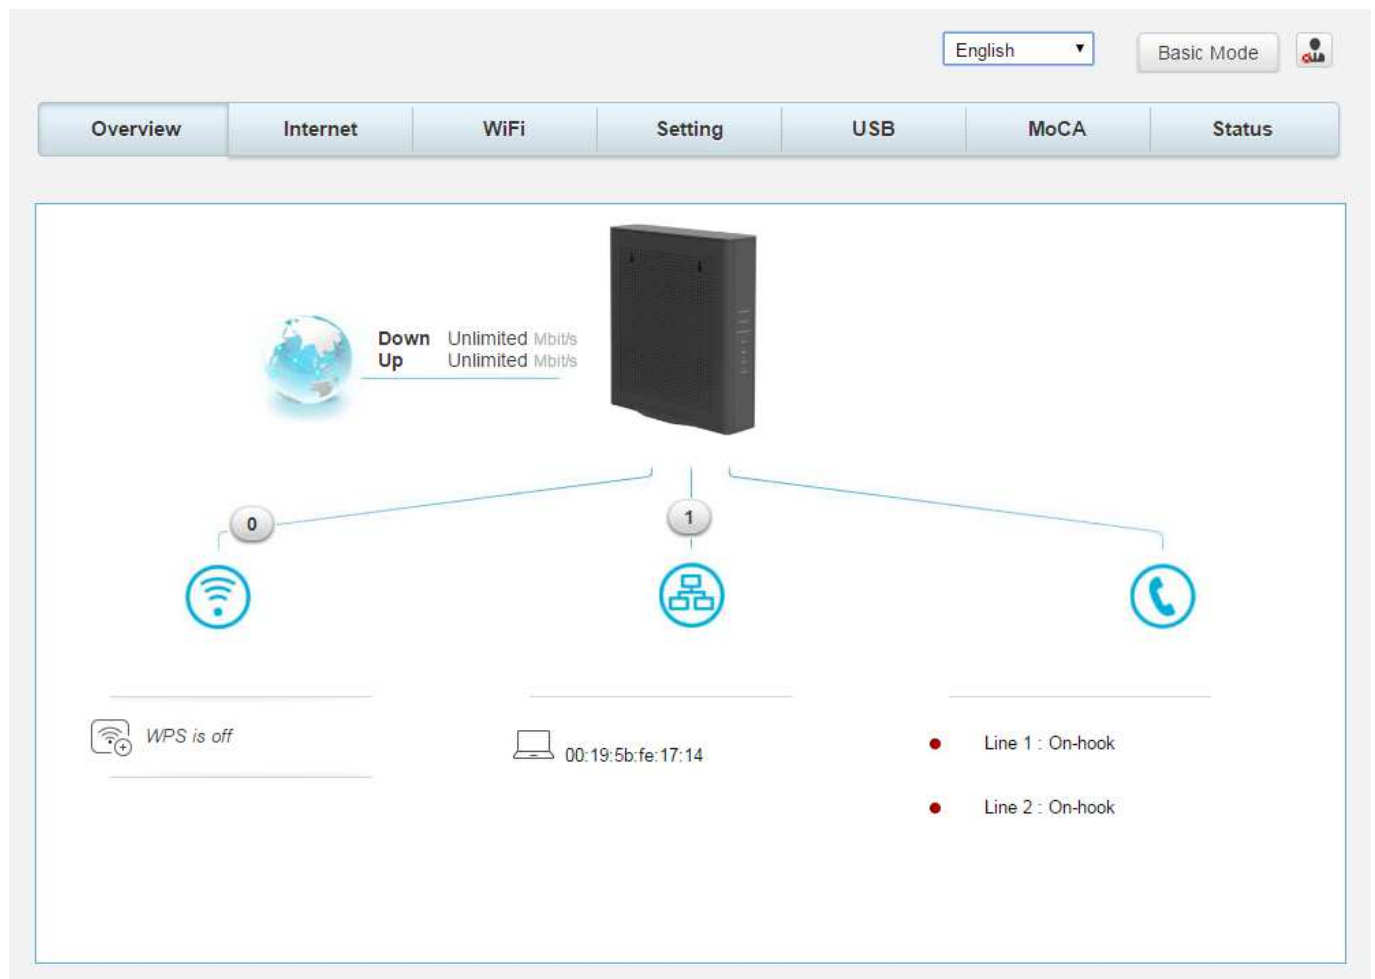 English
Basic Mode
Overview Internet WiFi Setting USB MoCA Status
Down Unlimited Mbit/s
Up Unlimited Mbit/s
0
1
WPS is off
00:19:5b:fe:17:14
Line 1 : On-hook
Line 2 : On-hook